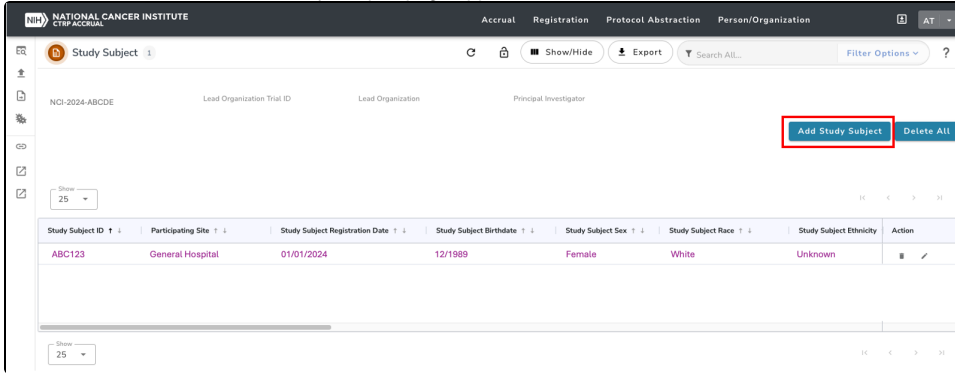 NIH NATIONAL CANCER INSTITUTE
CTRP ACCRUAL
Accrual Registration Protocol Abstraction Person/Organization AT
Study Subject 1 Show/Hide Export Search All... Filter Options ?
NCI-2024-ABCDE Lead Organization Trial ID Lead Organization Principal Investigator
Add Study Subject Delete All
Show
25
Study Subject ID Participating Site Study Subject Registration Date Study Subject Birthdate Study Subject Sex Study Subject Race Study Subject Ethnicity Action
ABC123 General Hospital 01/01/2024 12/1989 Female White Unknown
Show
25